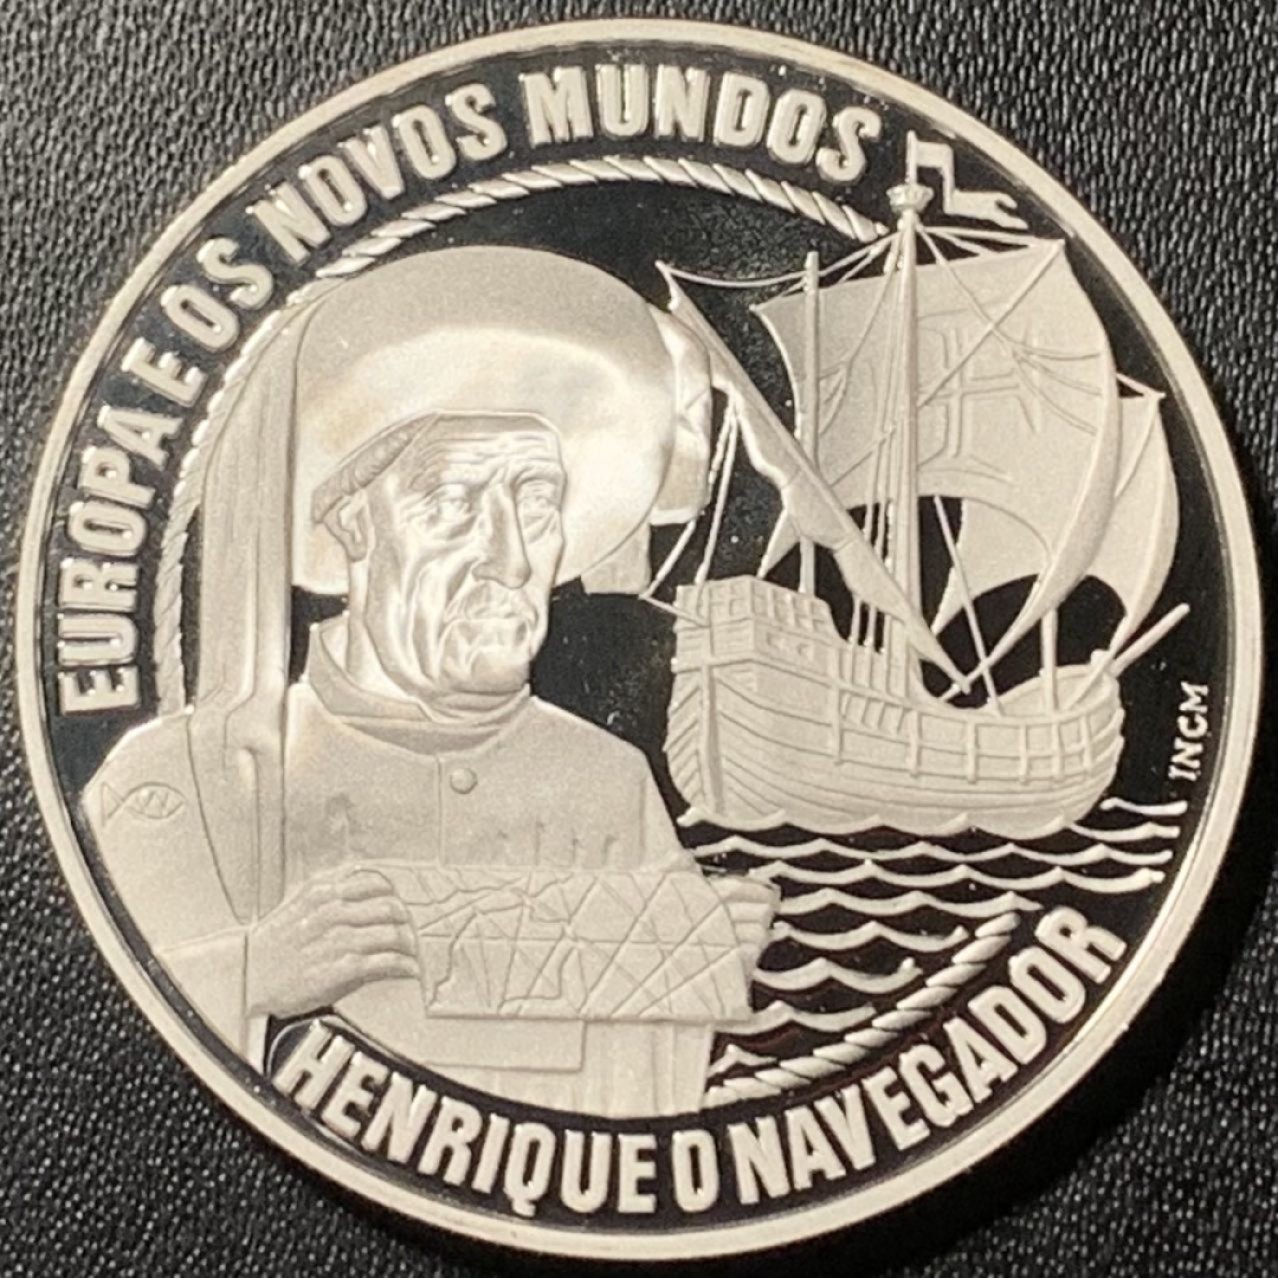 EUROPA E OS NOVOS MUNDOS
INCM
HENRIQUE O NAVEGADOR